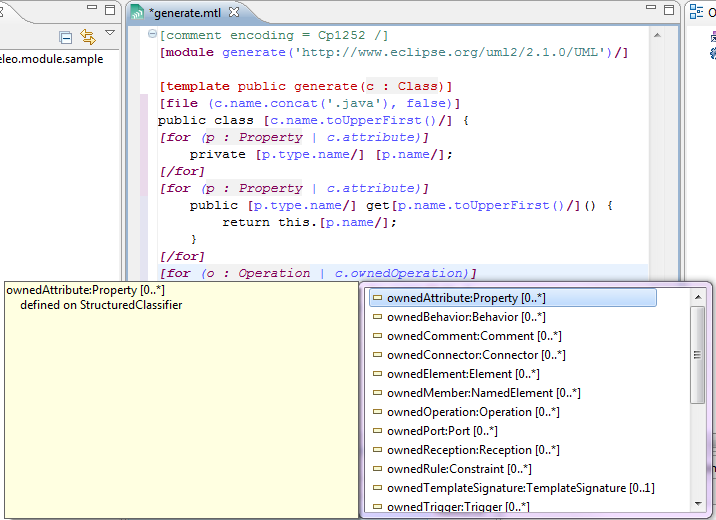 *generate.mtl
O
eleo.module.sample
[comment encoding = Cp1252 /]
[module generate('http://www.eclipse.org/uml2/2.1.0/UML')/]
[template public generate(c : Class)]
[file (c.name.concat('.java'), false)]
public class [c.name.toUpperFirst()/] {
[for (p : Property | c.attribute)]
private [p.type.name/] [p.name/];
[/for]
[for (p : Property | c.attribute)]
public [p.type.name/] get[p.name.toUpperFirst()/]() {
return this.[p.name/];
}
[/for]
[for (o : Operation | c.ownedOperation)]
ownedAttribute:Property [0..*]
defined on StructuredClassifier
ownedAttribute:Property [0..*]
ownedBehavior:Behavior [0..*]
ownedComment:Comment [0..*]
ownedConnector:Connector [0..*]
ownedElement:Element [0..*]
ownedMember:NamedElement [0..*]
ownedOperation:Operation [0..*]
ownedPort:Port [0..*]
ownedReception:Reception [0..*]
ownedRule:Constraint [0..*]
ownedTemplateSignature:TemplateSignature [0..1]
ownedTrigger:Trigger [0..*]